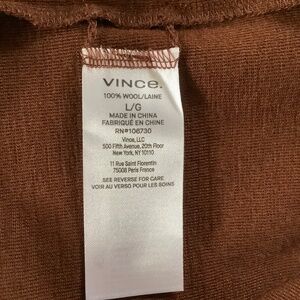 VINCE.
100% WOOL/LAINE
L/G
MADE IN CHINA
FABRIQUÉ EN CHINE
RN#106730
Vince, LLC
500 Fifth Avenue, 20th Floor
New York, NY 10110
11 Rue Saint Florentin
75008 Paris France
SEE REVERSE FOR CARE
VOIR AU VERSO POUR LES SOINS